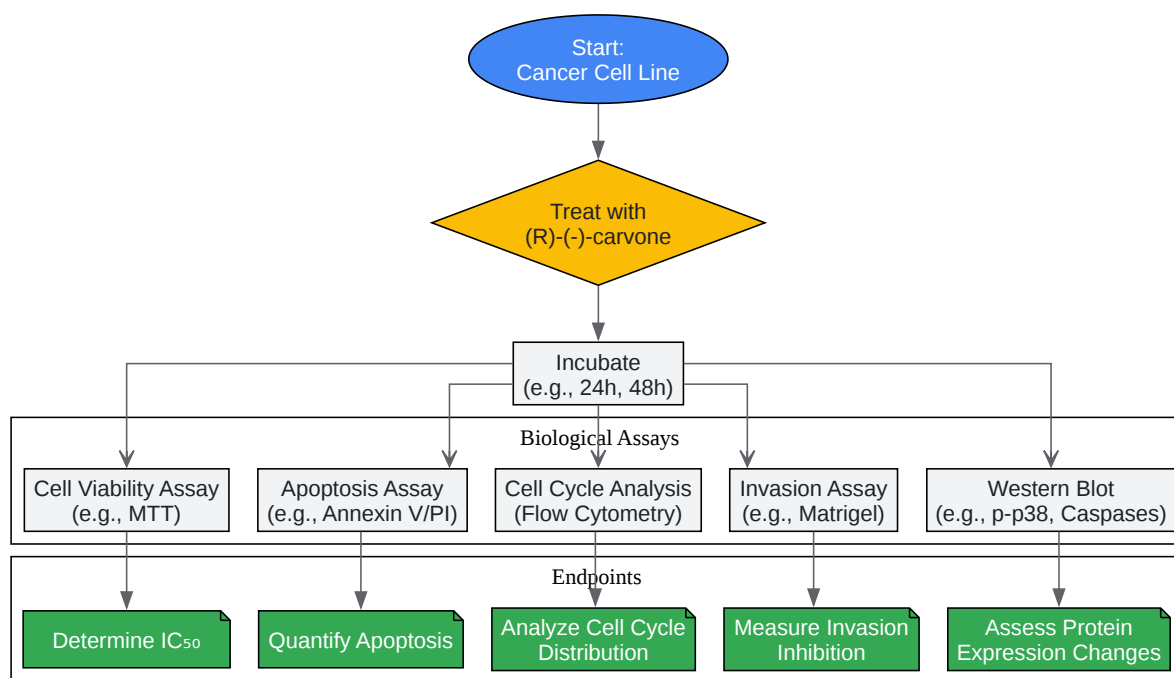 Start:
Cancer Cell Line
Treat with
(R)-(-)-carvone
Incubate
(e.g., 24h, 48h)
Biological Assays
Cell Viability Assay
(e.g., MTT)
Apoptosis Assay
(e.g., Annexin V/PI)
Cell Cycle Analysis
(Flow Cytometry)
Invasion Assay
(e.g., Matrigel)
Western Blot
(e.g., p-p38, Caspases)
Endpoints
Determine IC₅₀
Quantify Apoptosis
Analyze Cell Cycle
Distribution
Measure Invasion
Inhibition
Assess Protein
Expression Changes